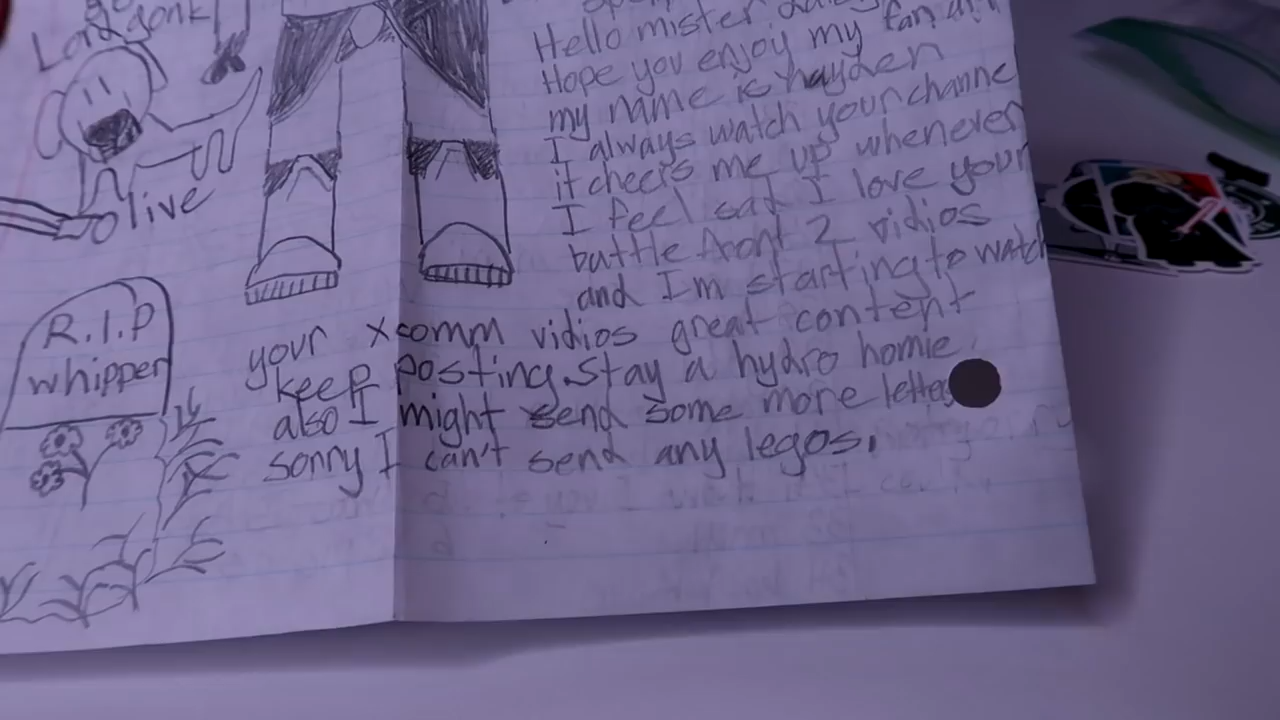 Lord gonk
live
R.I.P
whipper
Hello mister
Hope you enjoy my fan
my name is hayden
I always watch your channe
it cheers me up whenever
I feel sad I love your
battle front 2 vidios
and I'm starting to watch
your xcomm vidios great content
keep posting. Stay a hydro homie.
also I might send some more letters
sorry I can't send any legos.